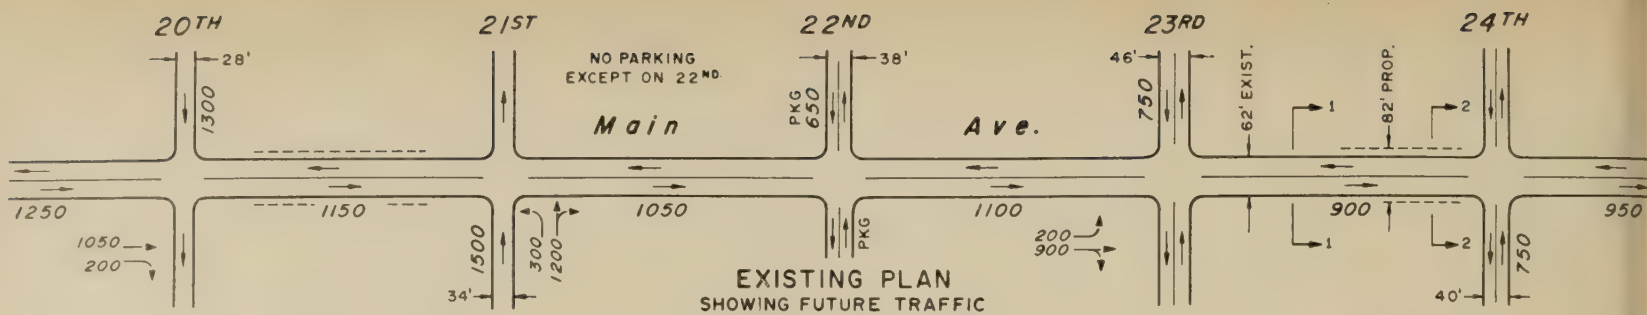 20TH 21ST 22ND 23RD 24TH
28' NO PARKING 38' 46'
EXCEPT ON 22ND.
62' EXIST. 82' PROP.
1300 PKG 650 750 1 2
Main Ave.
1250 1150 1050 1100 900 950
1050 200 1500 300 1200 PKG 200 900 1 2 750
34' 40'
EXISTING PLAN
SHOWING FUTURE TRAFFIC